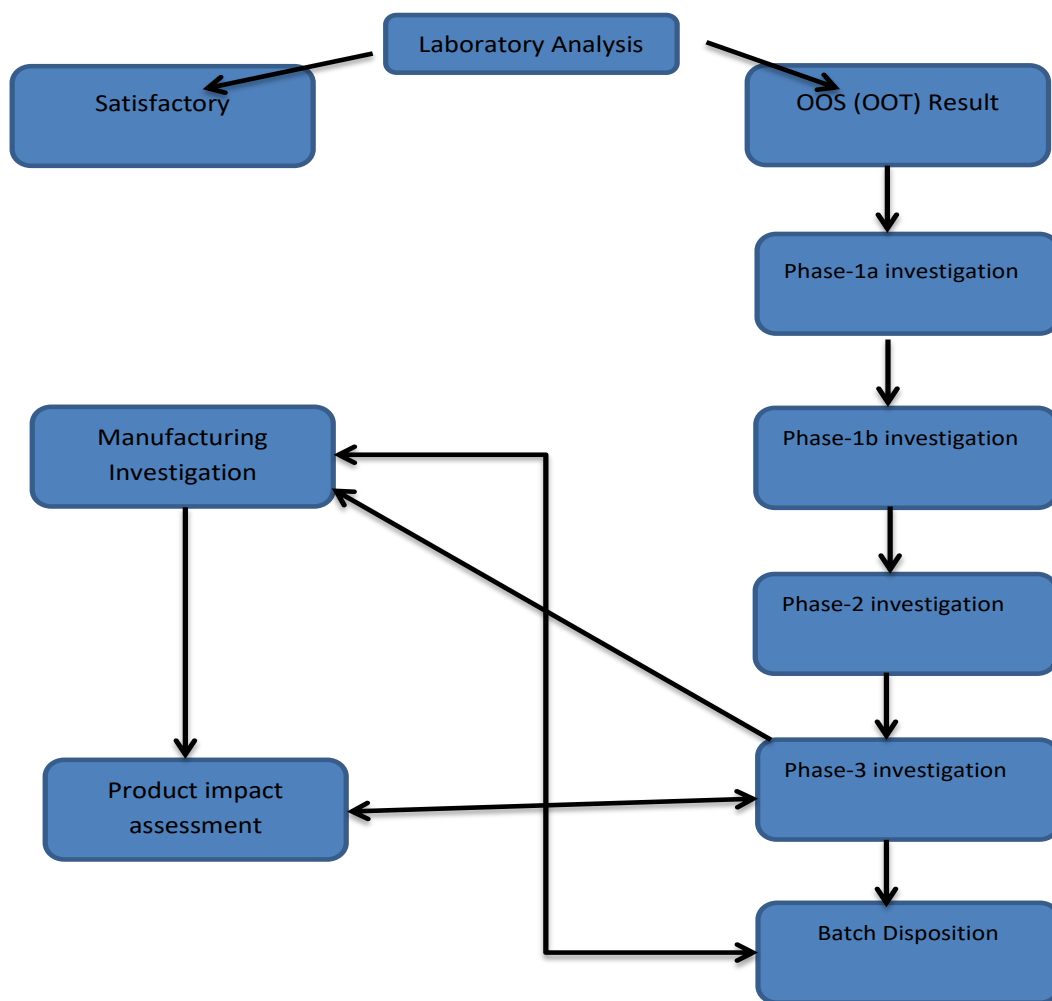 Laboratory Analysis
Satisfactory
OOS (OOT) Result
Phase-1a investigation
Manufacturing
Investigation
Phase-1b investigation
Phase-2 investigation
Product impact
assessment
Phase-3 investigation
Batch Disposition